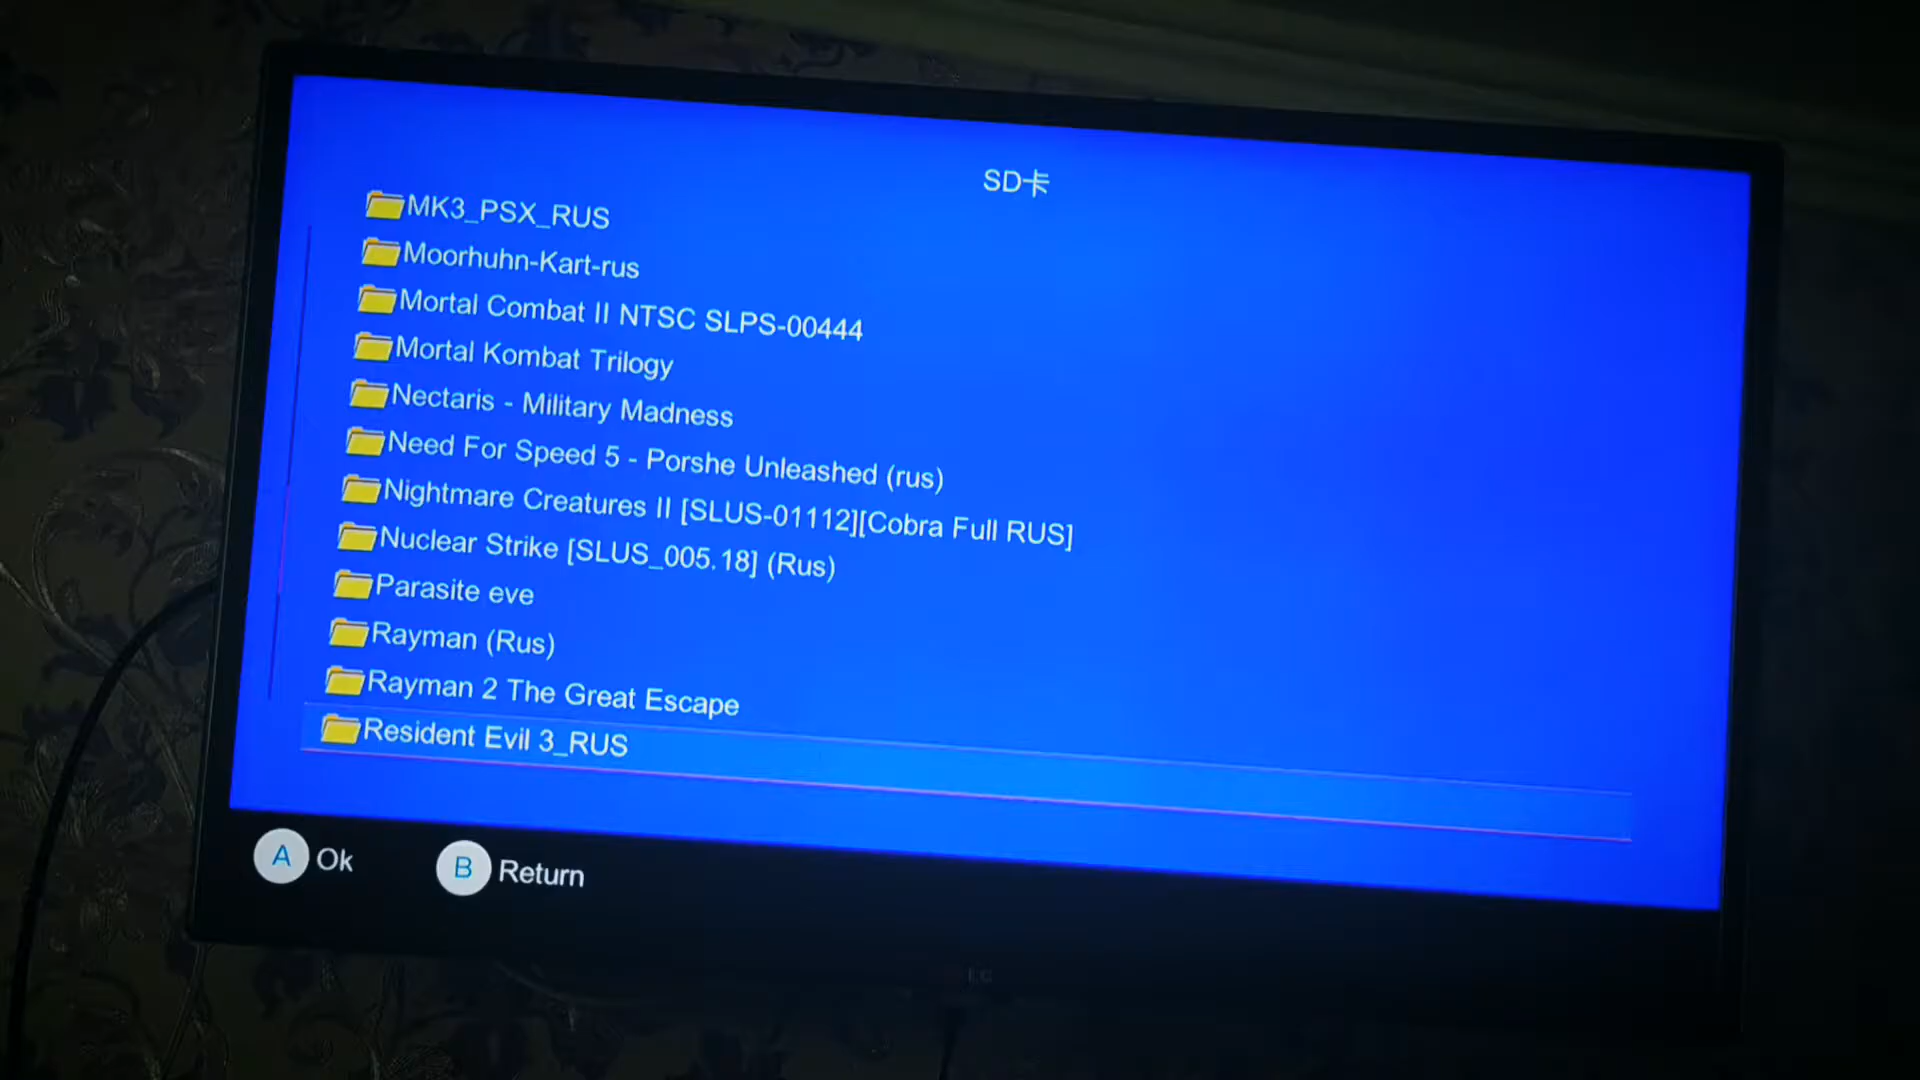 SD卡
MK3_PSX_RUS
Moorhuhn-Kart-rus
Mortal Combat II NTSC SLPS-00444
Mortal Kombat Trilogy
Nectaris - Military Madness
Need For Speed 5 - Porshe Unleashed (rus)
Nightmare Creatures II [SLUS-01112][Cobra Full RUS]
Nuclear Strike [SLUS_005.18] (Rus)
Parasite eve
Rayman (Rus)
Rayman 2 The Great Escape
Resident Evil 3_RUS
A Ok B Return